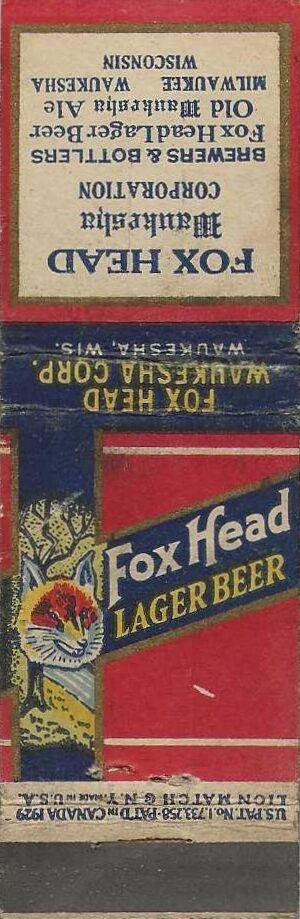 FOX HEAD
Waukesha
CORPORATION
BREWERS & BOTTLERS
Fox Head Lager Beer
Old Waukesha Ale
MILWAUKEE WAUKESHA
WISCONSIN
FOX HEAD
WAUKESHA CORP.
WAUKESHA, WIS.
Fox Head
LAGER BEER
U.S. PAT. No. 1,733,258 - PAT'D IN CANADA 1929
LION MATCH CO N.Y. MADE IN U.S.A.